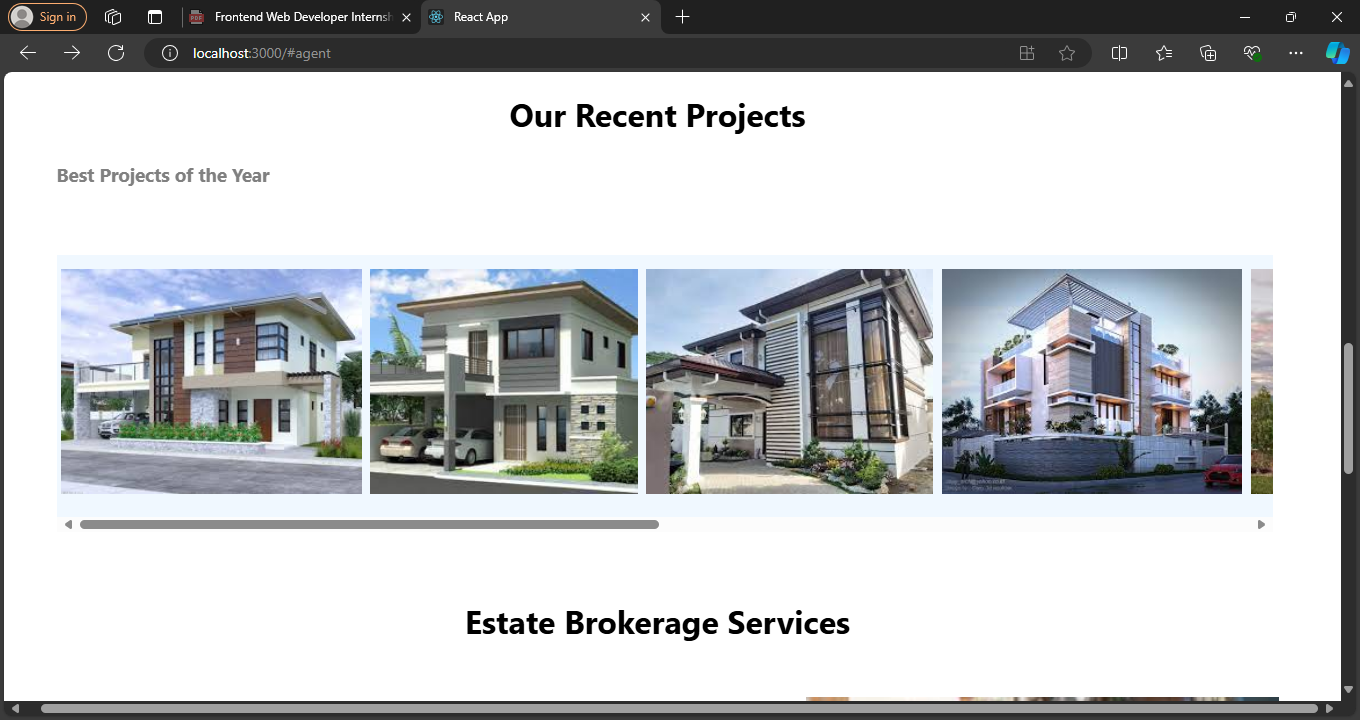 Sign in
Frontend Web Developer Internsh
React App
localhost:3000/#agent
Our Recent Projects
Best Projects of the Year
Estate Brokerage Services